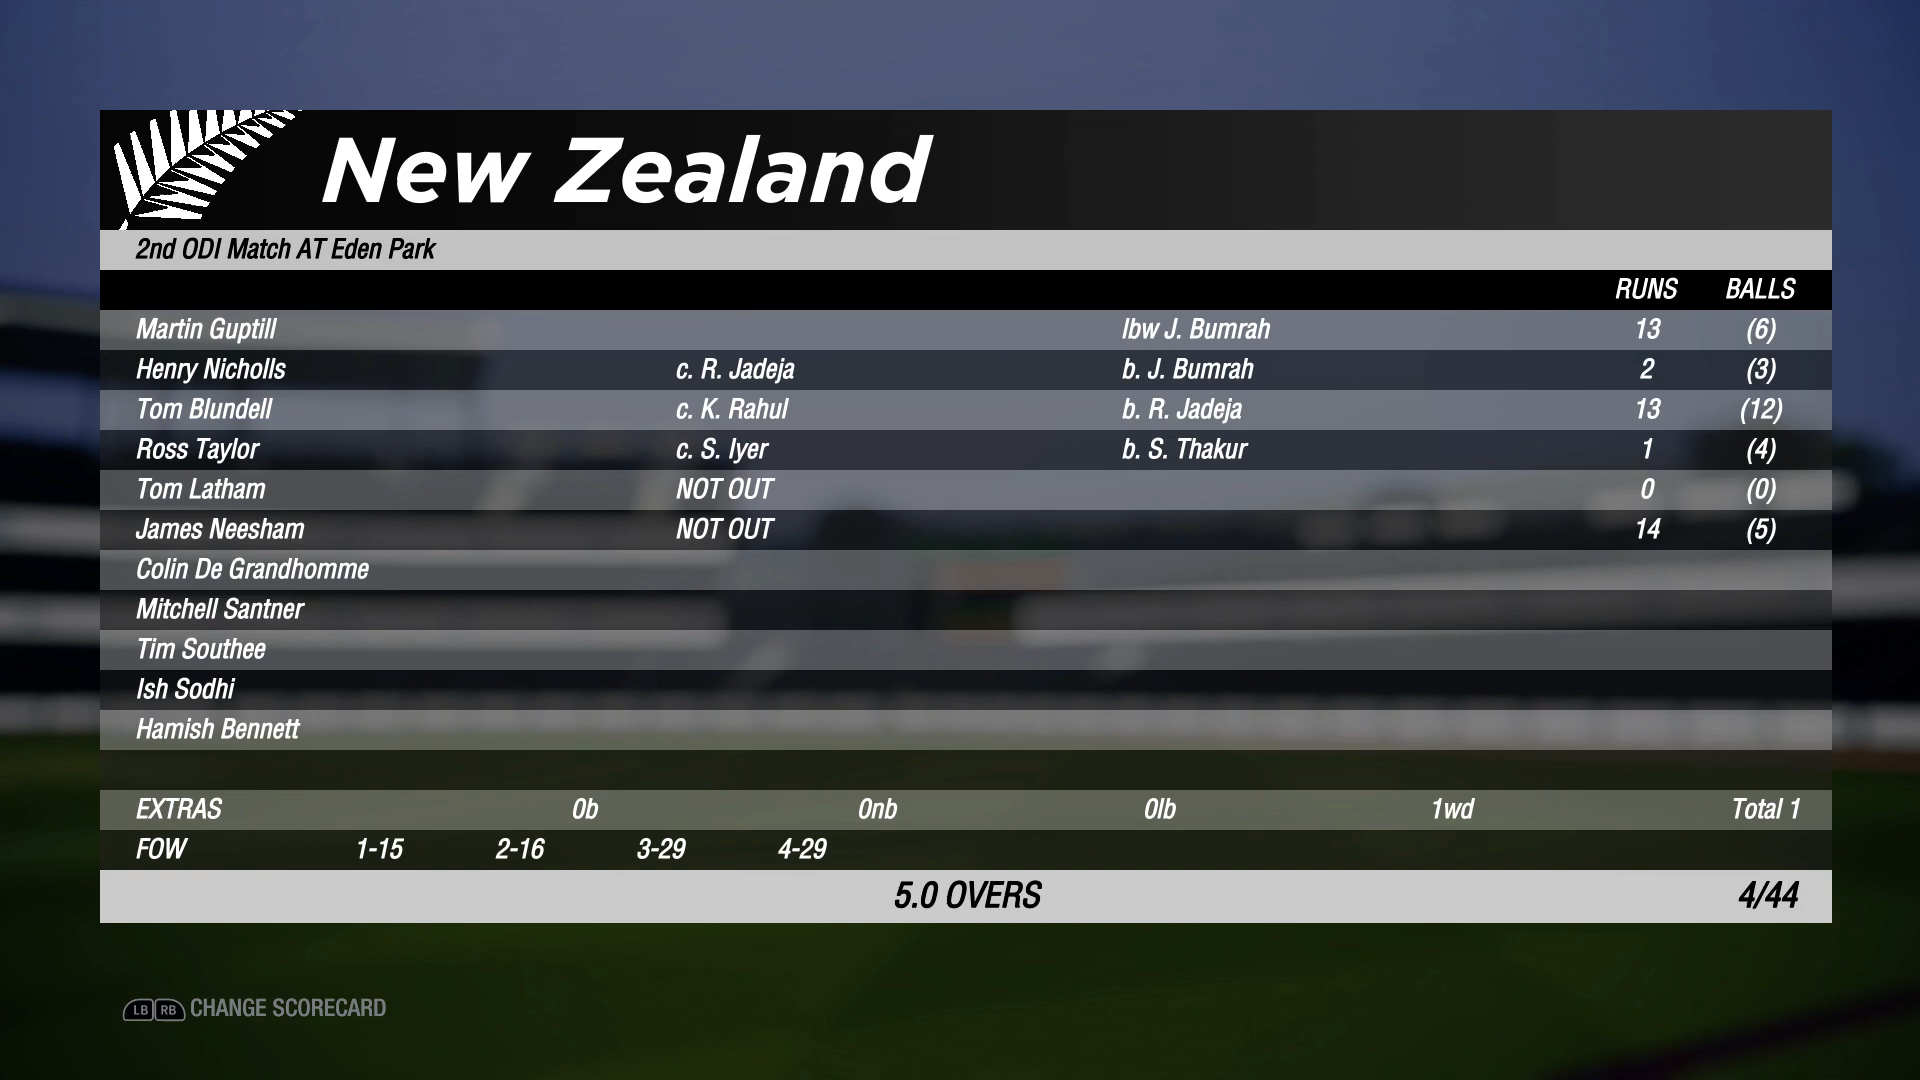 New Zealand
2nd ODI Match AT Eden Park
RUNS BALLS
Martin Guptill lbw J. Bumrah 13 (6)
Henry Nicholls c. R. Jadeja b. J. Bumrah 2 (3)
Tom Blundell c. K. Rahul b. R. Jadeja 13 (12)
Ross Taylor c. S. Iyer b. S. Thakur 1 (4)
Tom Latham NOT OUT 0 (0)
James Neesham NOT OUT 14 (5)
Colin De Grandhomme
Mitchell Santner
Tim Southee
Ish Sodhi
Hamish Bennett
EXTRAS 0b 0nb 0lb 1wd Total 1
FOW 1-15 2-16 3-29 4-29
5.0 OVERS 4/44
LB RB CHANGE SCORECARD